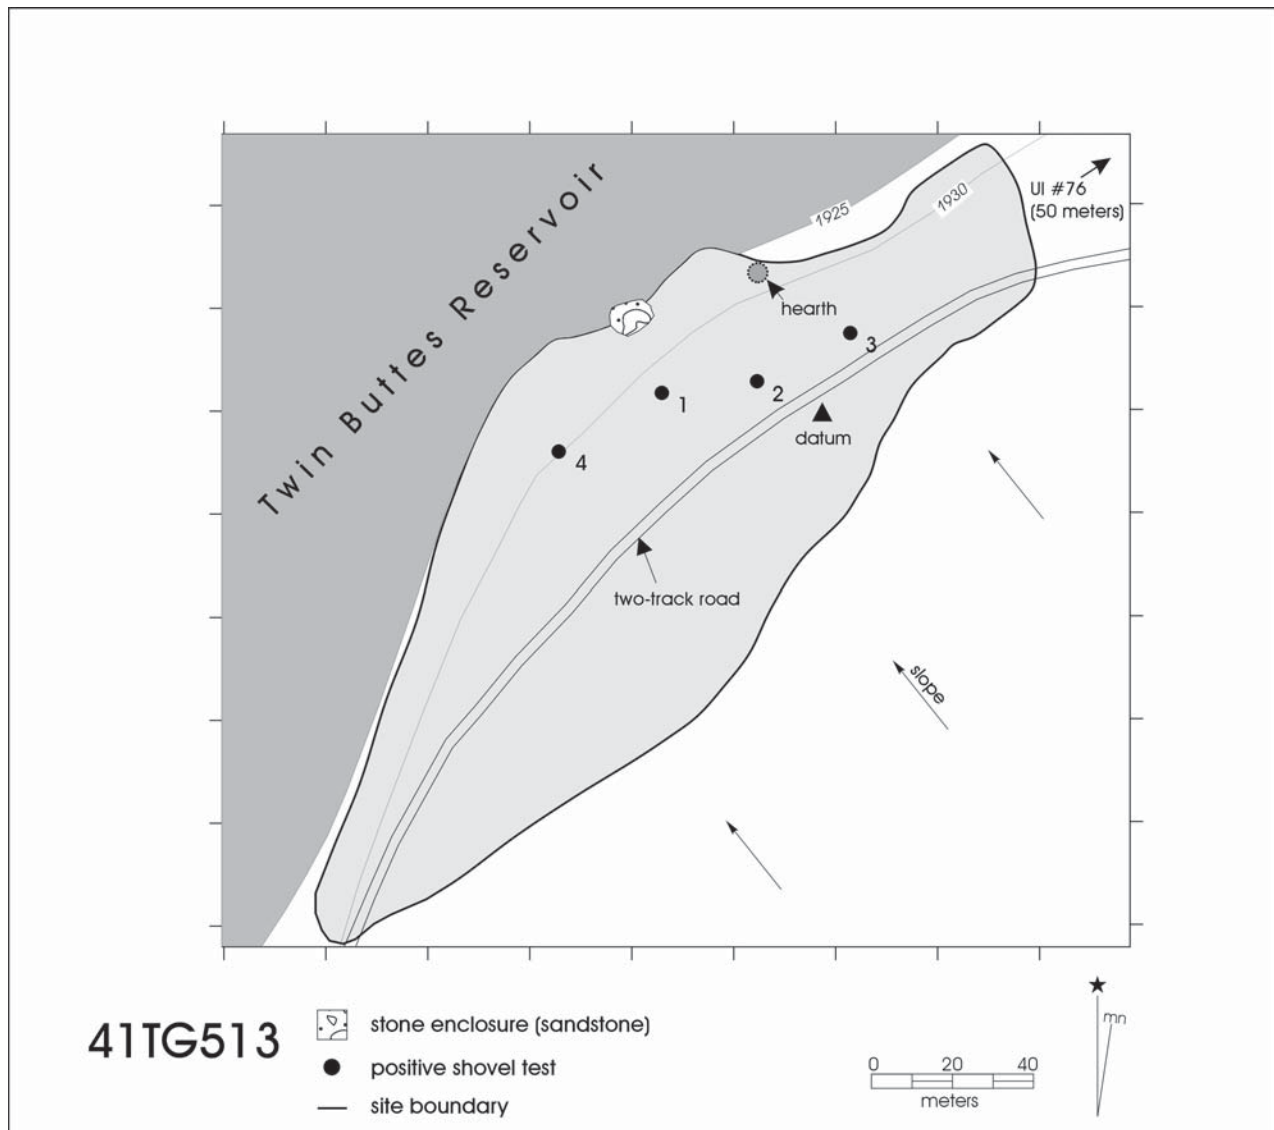 Twin Buttes Reservoir
1925
1930
UI #76
(50 meters)
hearth
3
2
1
datum
4
two-track road
slope
41TG513
stone enclosure (sandstone)
positive shovel test
site boundary
0 20 40
meters
mn